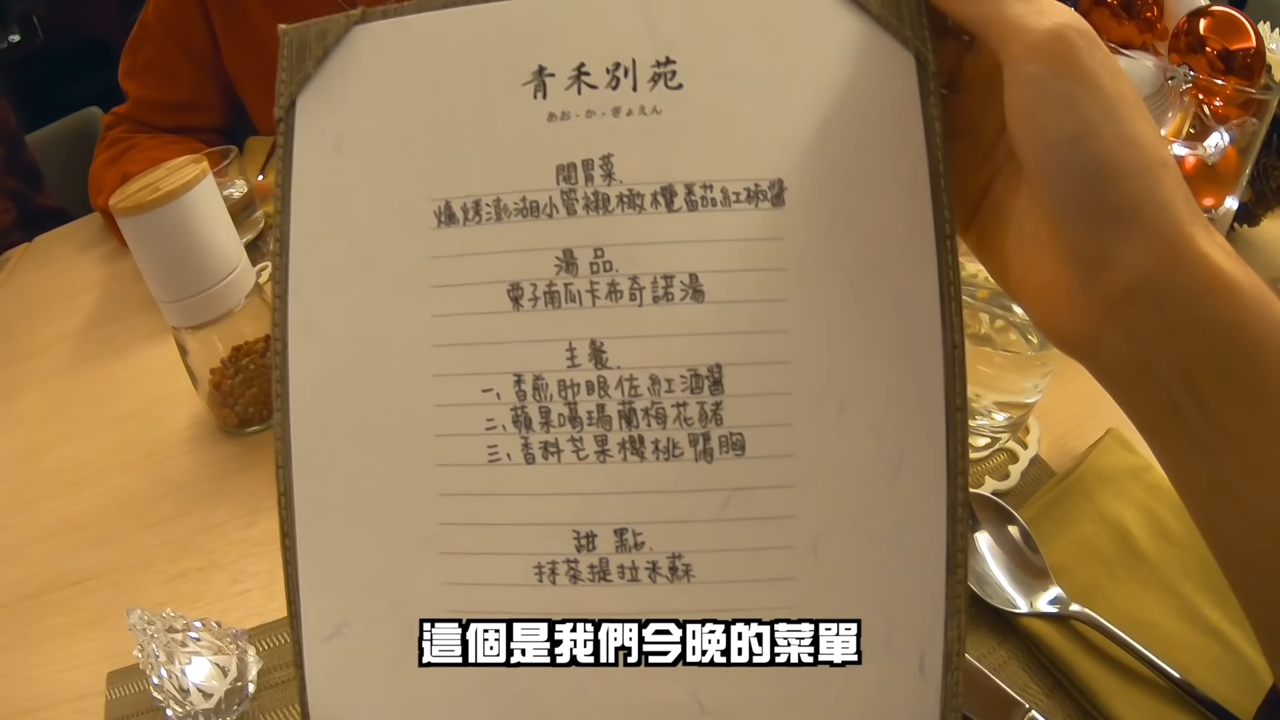 青禾別苑
あお-か-ぎょえん
開胃菜.
爐烤澎湖小管襯橄欖番茄紅椒醬
湯品.
栗子南瓜卡布奇諾湯
主餐.
一、香煎肋眼佐紅酒醬
二、蘋果噶瑪蘭梅花豬
三、香料芒果櫻桃鴨胸
甜點.
抹茶提拉米蘇
這個是我們今晚的菜單